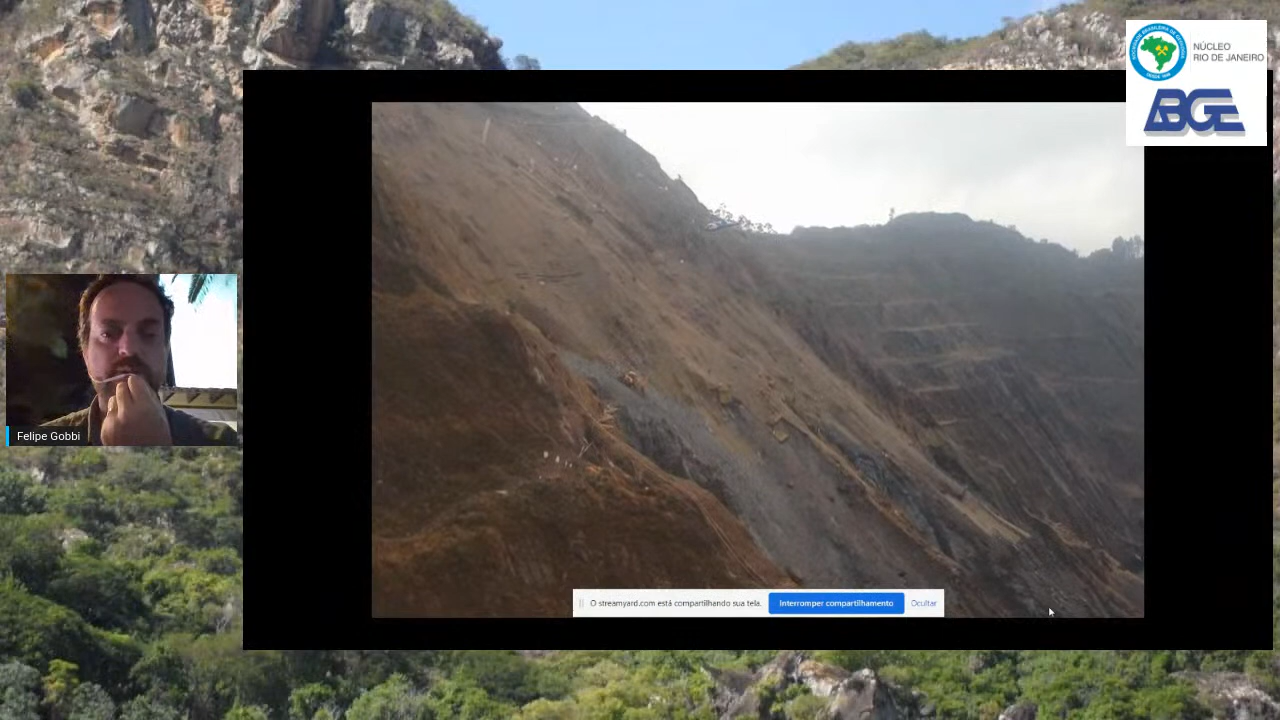 NÚCLEO
RIO DE JANEIRO
ABGE
Felipe Gobbi
O streamyard.com está compartilhando sua tela.
Interromper compartilhamento
Ocultar